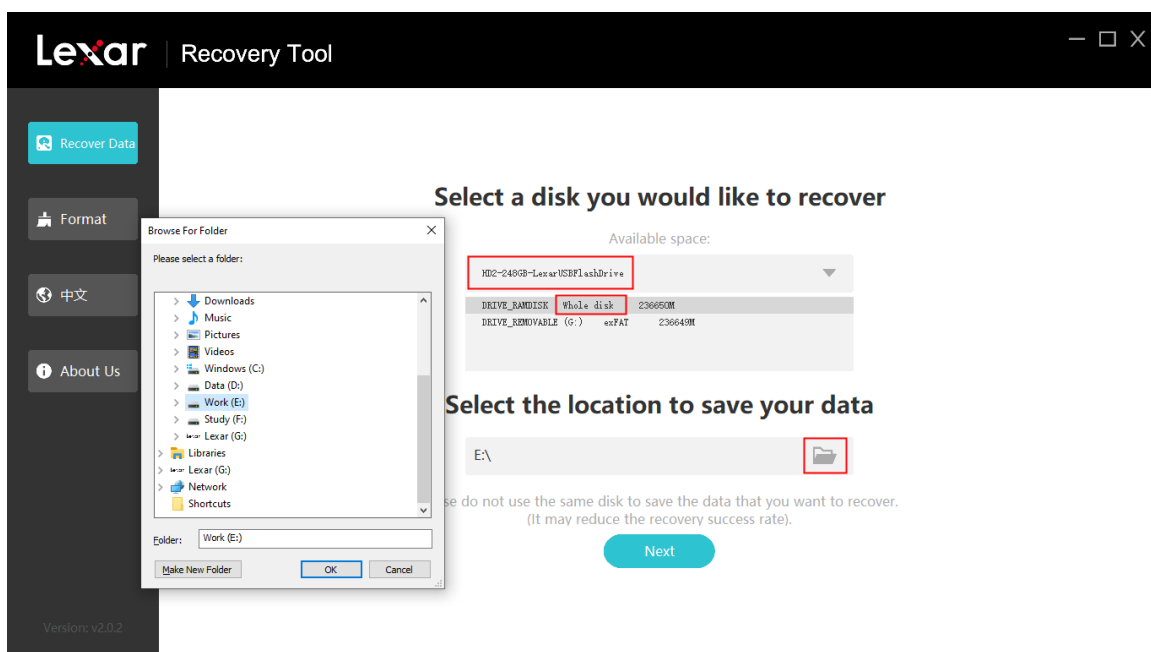 Lexar
Recovery Tool
Recover Data
Format
中文
About Us
Version: v2.0.2
Browse For Folder
Please select a folder:
Downloads
Music
Pictures
Videos
Windows (C:)
Data (D:)
Work (E:)
Study (F:)
Lexar Lexar (G:)
Libraries
Lexar Lexar (G:)
Network
Shortcuts
Folder: Work (E:)
Make New Folder OK Cancel
Select a disk you would like to recover
Available space:
HD2-248GB-LexarUSBFlashDrive
DRIVE_RAMDISK Whole disk 236650M
DRIVE_REMOVABLE (G:) exFAT 236649M
Select the location to save your data
E:\
se do not use the same disk to save the data that you want to recover.
(It may reduce the recovery success rate).
Next